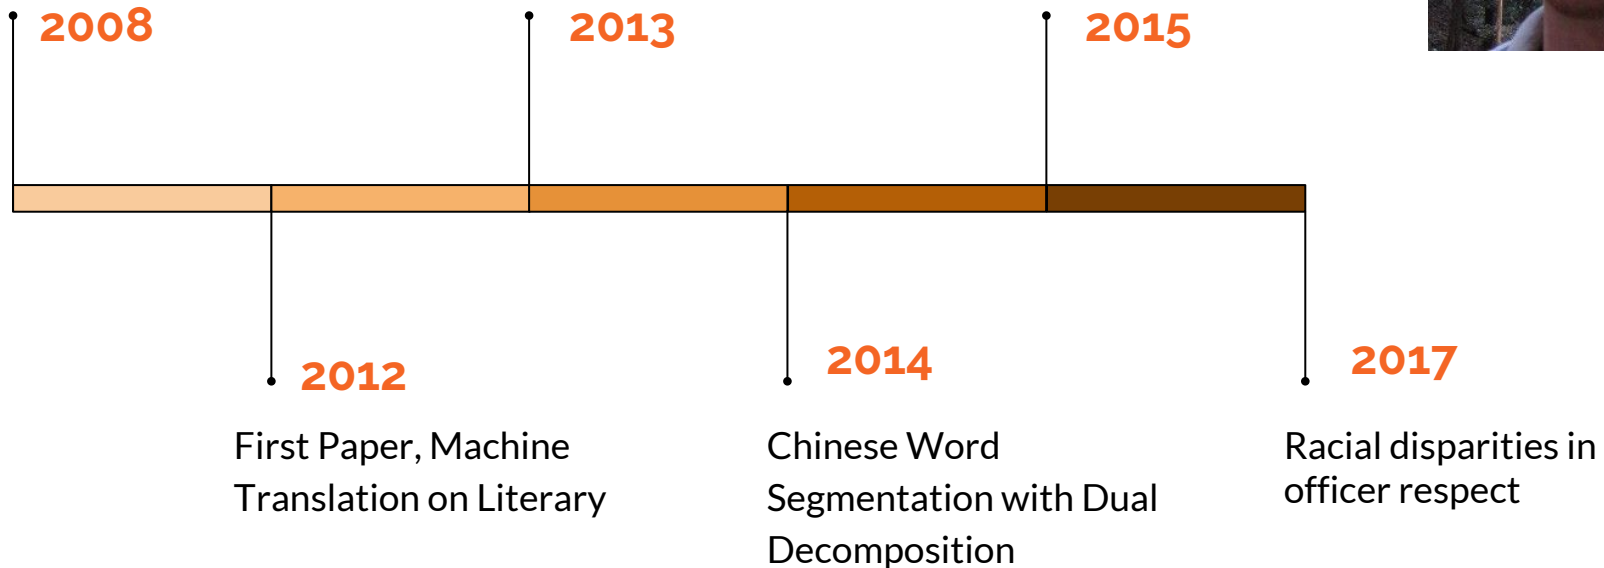 2008
2013
2015
2012
First Paper, Machine
Translation on Literary
2014
Chinese Word
Segmentation with Dual
Decomposition
2017
Racial disparities in
officer respect